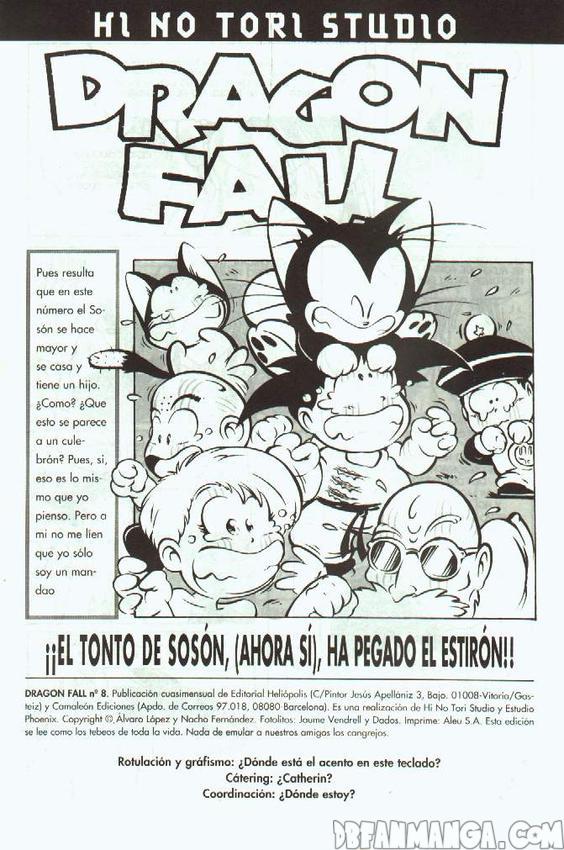 HI NO TORI STUDIO
DRAGON
FALL
Pues resulta
que en este
número el So-
són se hace
mayor y
se casa y
tiene un hijo.
¿Como? ¿Que
esto se parece
a un cule-
brón? Pues, si,
eso es lo mis-
mo que yo
pienso. Pero a
mi no me lien
que yo sólo
soy un man-
dao
¡¡EL TONTO DE SOSÓN, (AHORA SÍ), HA PEGADO EL ESTIRÓN!!
DRAGON FALL nº 8. Publicación cuasimensual de Editorial Heliópolis (C/Pintor Jesús Apellániz 3, Bajo. 01008-Vitoria/Gas-
teiz) y Camaleón Ediciones (Apdo. de Correos 97.018, 08080 Barcelona). Es una realización de Hi No Tori Studio y Estudio
Phoenix. Copyright © Álvaro López y Nacho Fernández. Fotolitos: Jaume Vendrell y Dados. Imprime: Aleu S.A. Esta edición
se lee como los tebeos de toda la vida. Nada de emular a nuestros amigos los cangrejos.
Rotulación y gráfismo: ¿Dónde está el acento en este teclado?
Cátering: ¿Catherin?
Coordinación: ¿Dónde estoy?
DBFANMANGA.COM